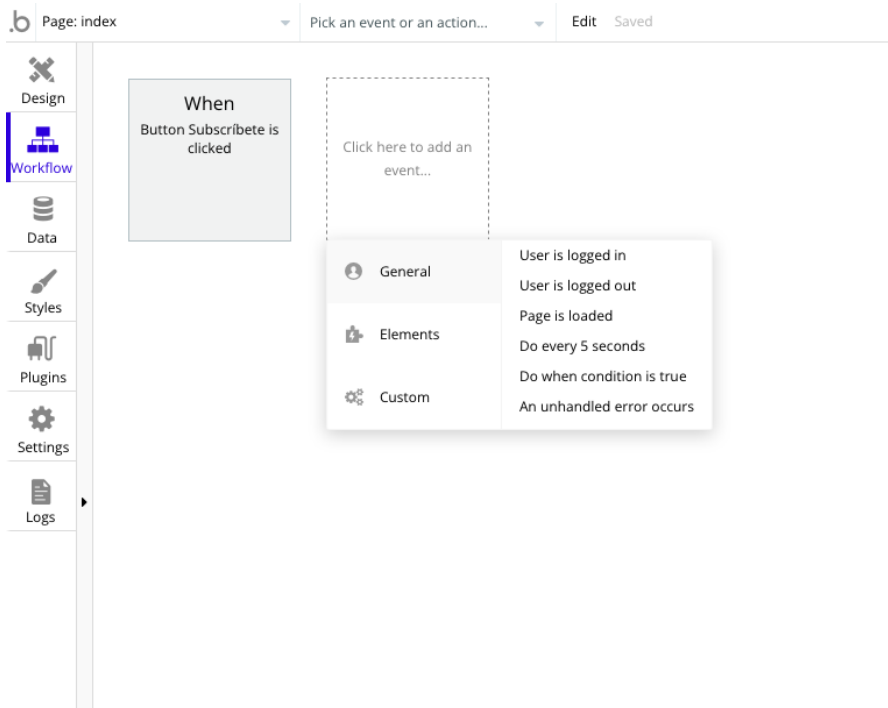 .b Page: index
Pick an event or an action...
Edit
Saved
Design
Workflow
Data
Styles
Plugins
Settings
Logs
When
Button Subscríbete is
clicked
Click here to add an
event...
General
Elements
Custom
User is logged in
User is logged out
Page is loaded
Do every 5 seconds
Do when condition is true
An unhandled error occurs